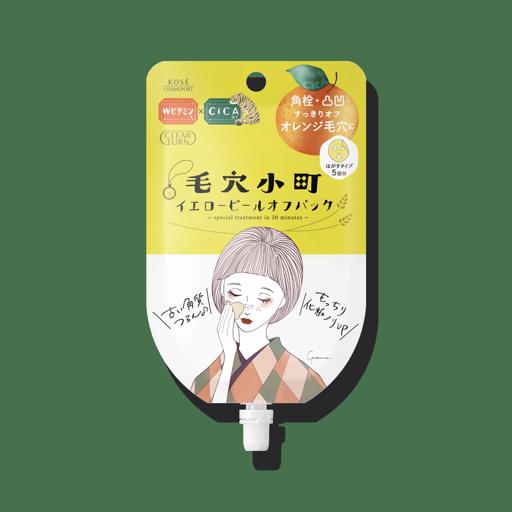 KOSÉ
COSMEPORT
Wビタミン × CICA
CLEAR
TURN
角栓・凸凹
すっきりオフ
オレンジ毛穴に
はがすタイプ
5回分
毛穴小町
イエローピールオフパック
~ special treatment in 20 minutes ~
古い角質
つるん♪
もっちり
化粧ノリUP